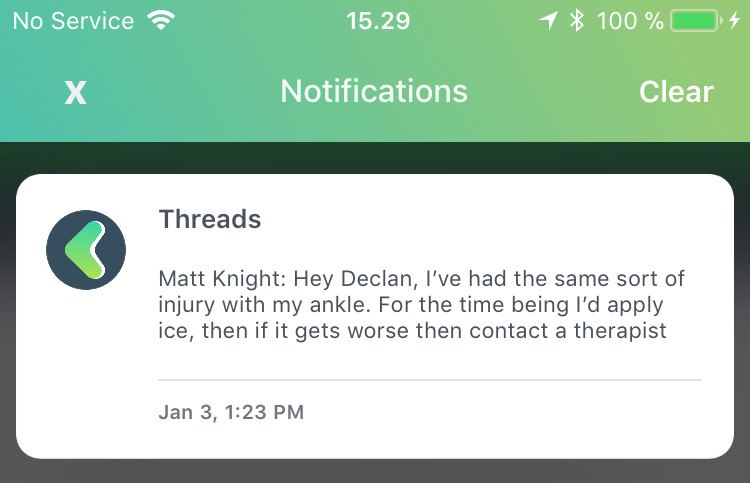 No Service 15.29 100 %
X Notifications Clear
Threads
Matt Knight: Hey Declan, I’ve had the same sort of
injury with my ankle. For the time being I’d apply
ice, then if it gets worse then contact a therapist
Jan 3, 1:23 PM